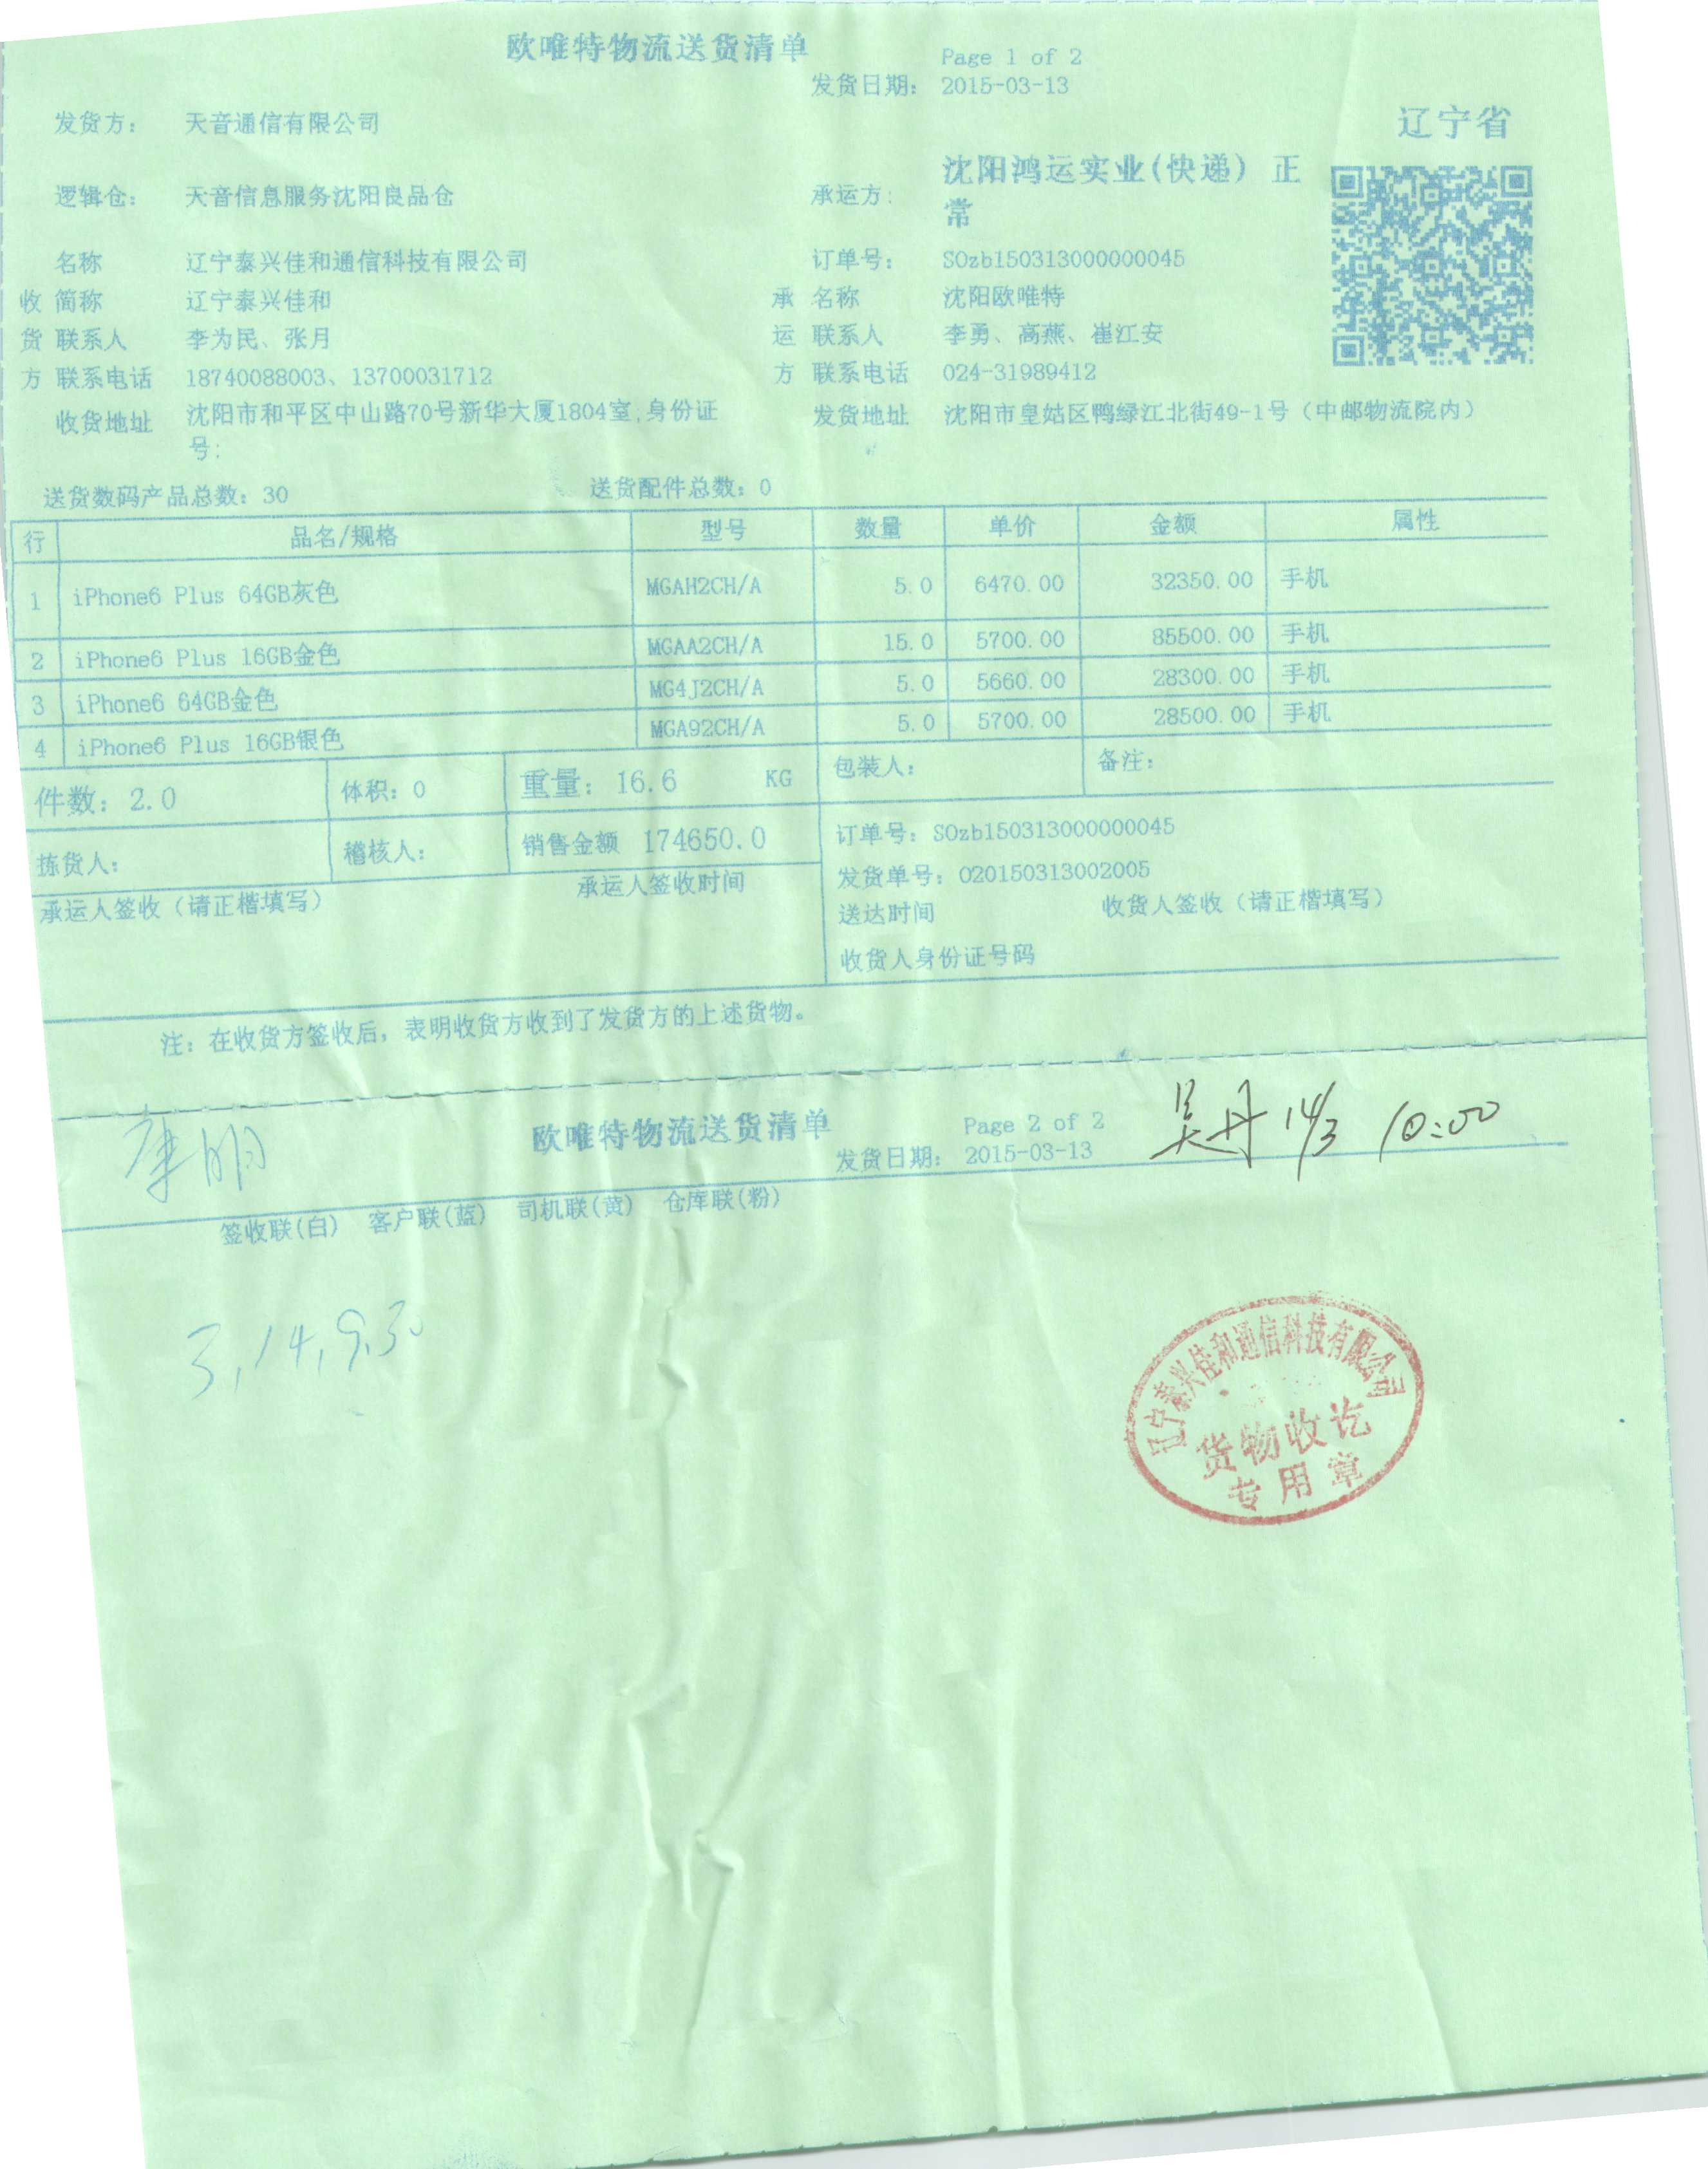 欧唯特物流送货清单
Page 1 of 2
发货日期: 2015-03-13
发货方: 天音通信有限公司
辽宁省
逻辑仓: 天音信息服务沈阳良品仓
承运方: 沈阳鸿运实业(快递) 正常
名称 辽宁泰兴佳和通信科技有限公司
订单号: SOzb150313000000045
收 简称 辽宁泰兴佳和
承 名称 沈阳欧唯特
货 联系人 李为民、张月
运 联系人 李勇、高燕、崔江安
方 联系电话 18740088003、13700031712
方 联系电话 024-31989412
收货地址 沈阳市和平区中山路70号新华大厦1804室,身份证号:
发货地址 沈阳市皇姑区鸭绿江北街49-1号（中邮物流院内）
送货数码产品总数: 30 送货配件总数: 0
行 品名/规格 型号 数量 单价 金额 属性
1 iPhone6 Plus 64GB灰色 MGAH2CH/A 5.0 6470.00 32350.00 手机
2 iPhone6 Plus 16GB金色 MGAA2CH/A 15.0 5700.00 85500.00 手机
3 iPhone6 64GB金色 MG4J2CH/A 5.0 5660.00 28300.00 手机
4 iPhone6 Plus 16GB银色 MGA92CH/A 5.0 5700.00 28500.00 手机
件数: 2.0 体积: 0 重量: 16.6 KG 包装人: 备注:
拣货人: 稽核人: 销售金额 174650.0
订单号: SOzb150313000000045
发货单号: 020150313002005
承运人签收（请正楷填写） 承运人签收时间
送达时间 收货人签收（请正楷填写）
收货人身份证号码
注: 在收货方签收后，表明收货方收到了发货方的上述货物。
欧唯特物流送货清单
Page 2 of 2
发货日期: 2015-03-13
吴丹 14/3 10:00
签收联(白) 客户联(蓝) 司机联(黄) 仓库联(粉)
3,14,9.30
辽宁泰兴佳和通信科技有限公司
货物收讫
专用章